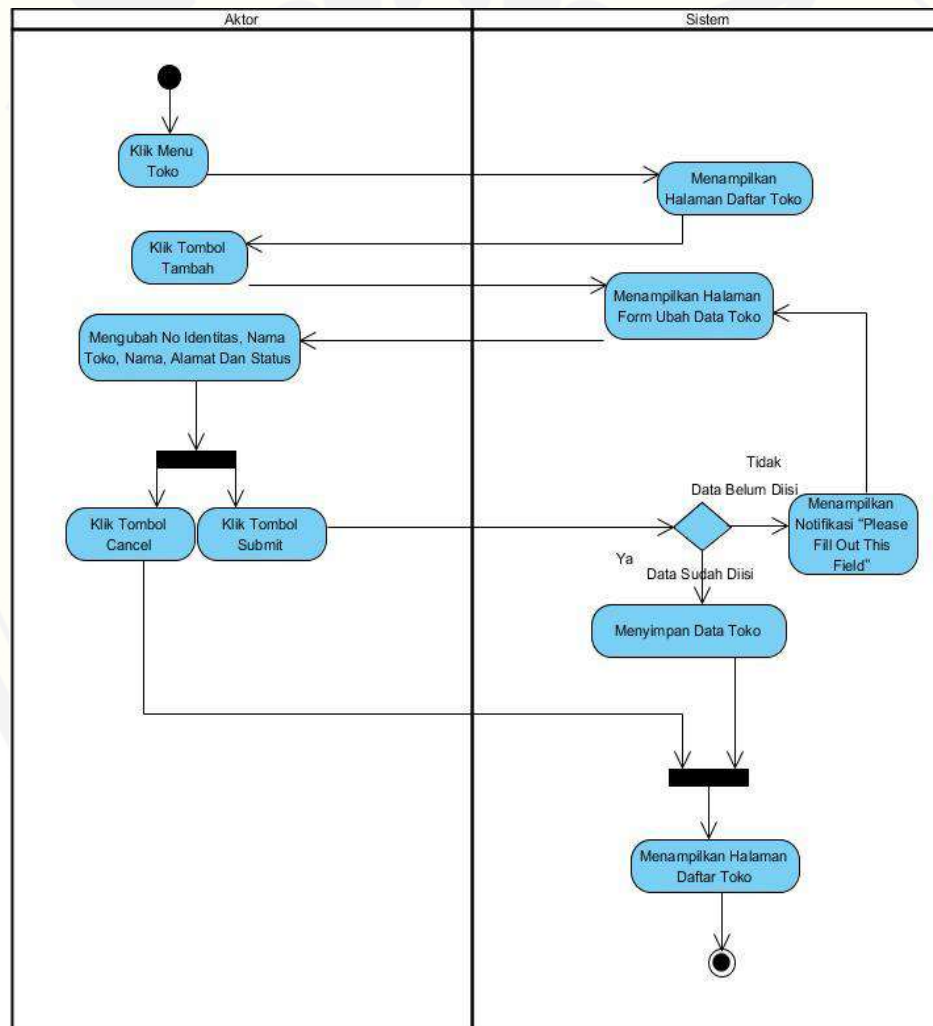 Aktor
Sistem
Klik Menu
Toko
Menampilkan
Halaman Daftar Toko
Klik Tombol
Tambah
Menampilkan Halaman
Form Ubah Data Toko
Mengubah No Identitas, Nama
Toko, Nama, Alamat Dan Status
Tidak
Data Belum Diisi
Klik Tombol
Cancel
Klik Tombol
Submit
Menampilkan
Notifikasi "Please
Fill Out This
Field"
Ya
Data Sudah Diisi
Menyimpan Data Toko
Menampilkan Halaman
Daftar Toko